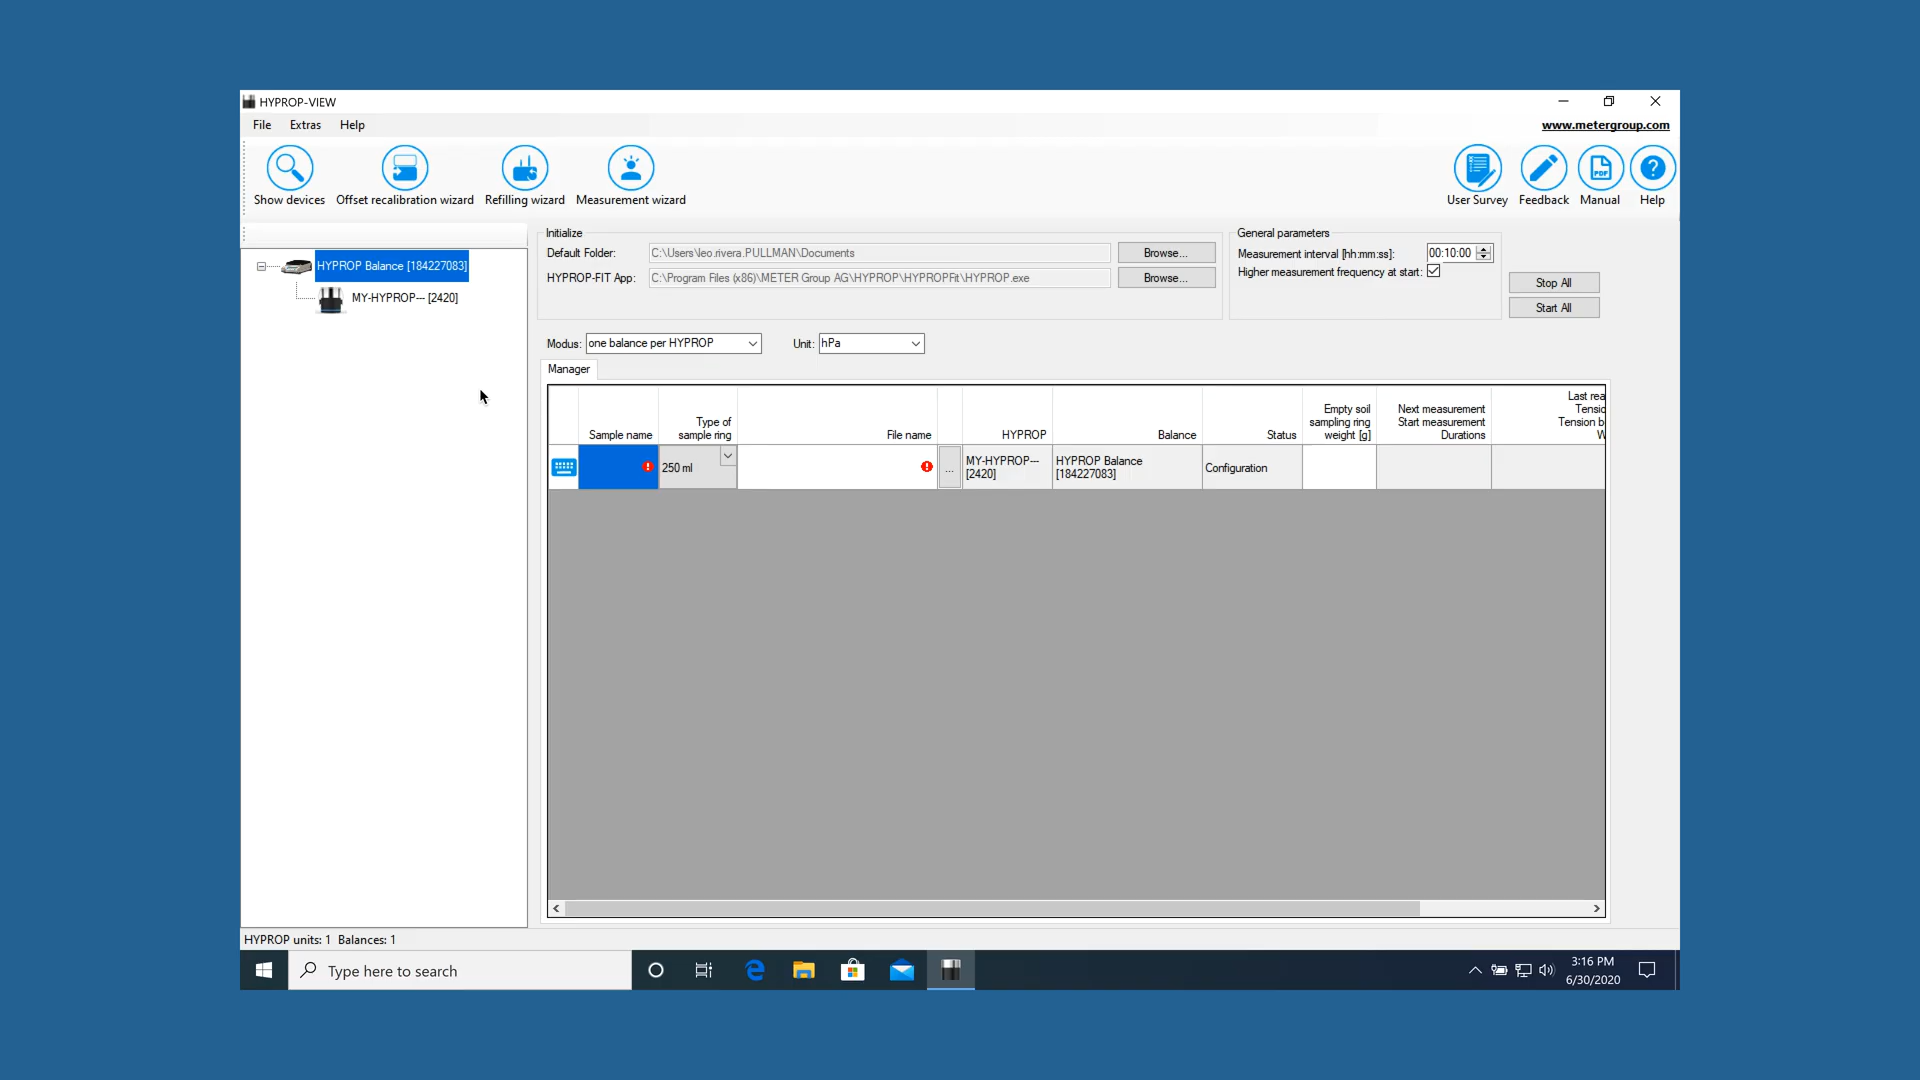 HYPROP-VIEW
File Extras Help
www.metergroup.com
Show devices
Offset recalibration wizard
Refilling wizard
Measurement wizard
User Survey
Feedback
PDF
Manual
?
Help
HYPROP Balance [184227083]
MY-HYPROP--- [2420]
Initialize
Default Folder: C:\Users\leo.rivera.PULLMAN\Documents Browse...
HYPROP-FIT App: C:\Program Files (x86)\METER Group AG\HYPROP\HYPROPFit\HYPROP.exe Browse...
General parameters
Measurement interval [hh:mm:ss]: 00:10:00
Higher measurement frequency at start:
Stop All
Start All
Modus: one balance per HYPROP Unit: hPa
Manager
Sample name
Type of
sample ring
File name
HYPROP
Balance
Status
Empty soil
sampling ring
weight [g]
Next measurement
Start measurement
Durations
Last rea
Tensio
Tension b
W
250 ml
...
MY-HYPROP---
[2420]
HYPROP Balance
[184227083]
Configuration
HYPROP units: 1 Balances: 1
Type here to search
3:16 PM
6/30/2020